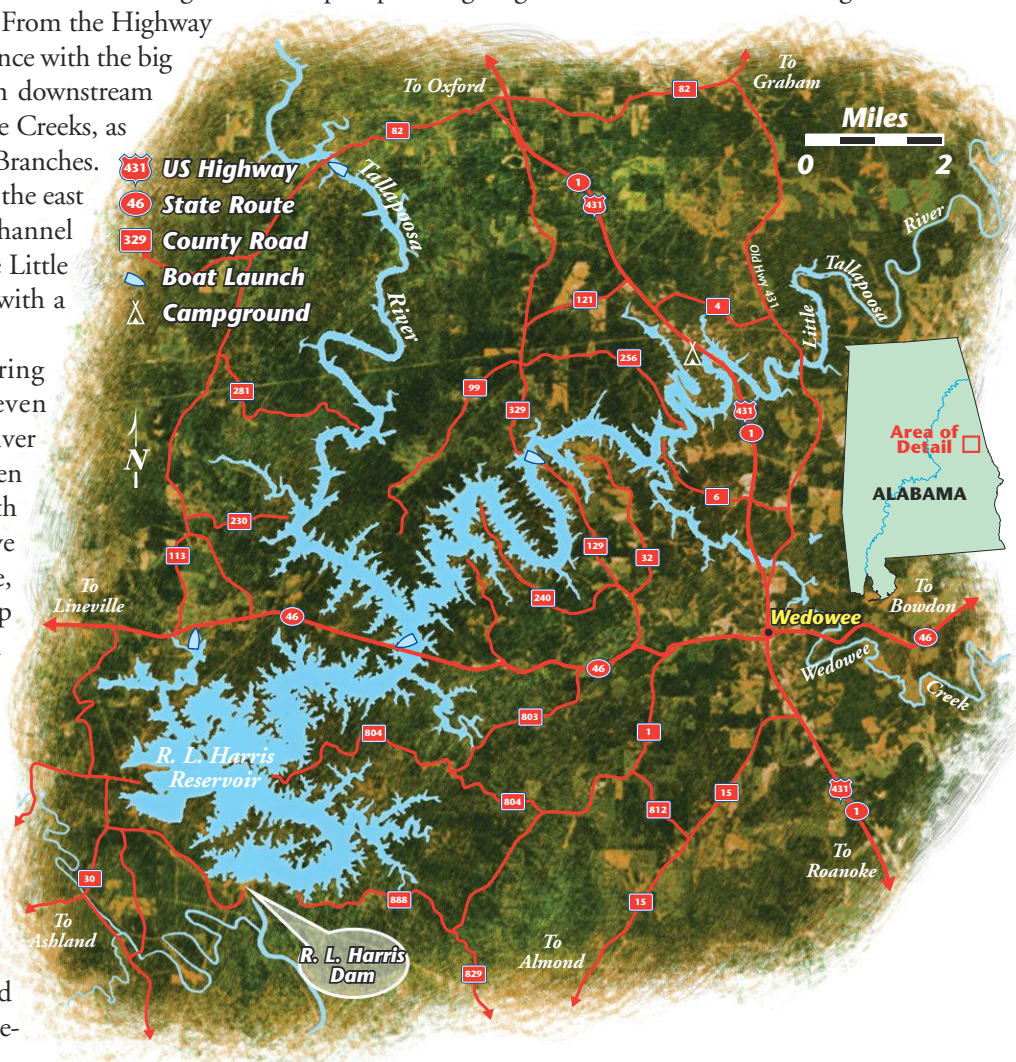 From the Highway
nce with the big
n downstream
e Creeks, as
Branches.
the east
hannel
e Little
with a
ring
even
iver
en
th
ve
e,
p
d
e-
431 US Highway
46 State Route
329 County Road
Boat Launch
Campground
Miles
0 2
To Oxford
To
Graham
82
82
1
431
Tallapoosa
River
River
Tallapoosa
Little
Old Hwy 431
121
4
256
99
329
281
431
1
N
Area of
Detail
ALABAMA
6
230
113
129
32
240
To
Lineville
46
To
Bowdon
Wedowee
46
46
Wedowee
Creek
803
804
1
R. L. Harris
Reservoir
804
812
15
431
1
To
Roanoke
30
888
15
To
Ashland
R. L. Harris
Dam
To
Almond
829